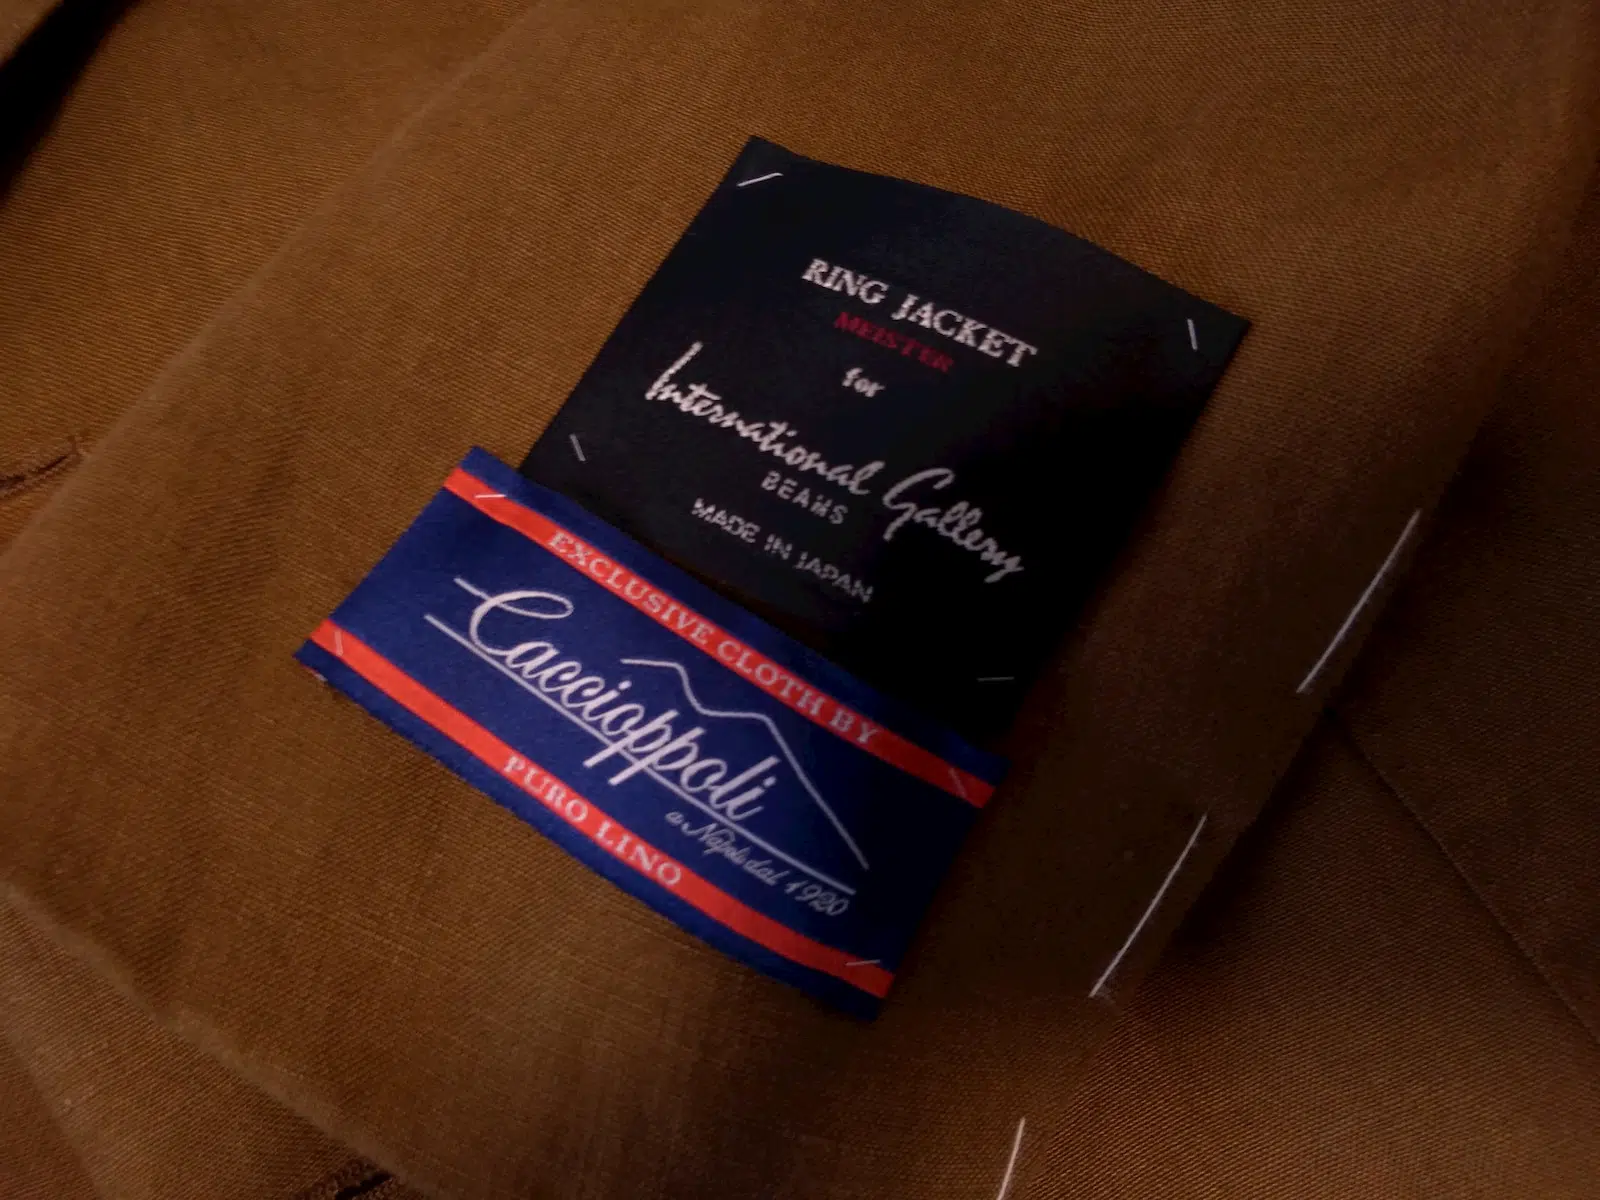 RING JACKET
MEISTER
for
International Gallery
BEAMS
MADE IN JAPAN
EXCLUSIVE CLOTH BY
Caccioppoli
a Napoli dal 1920
PURO LINO